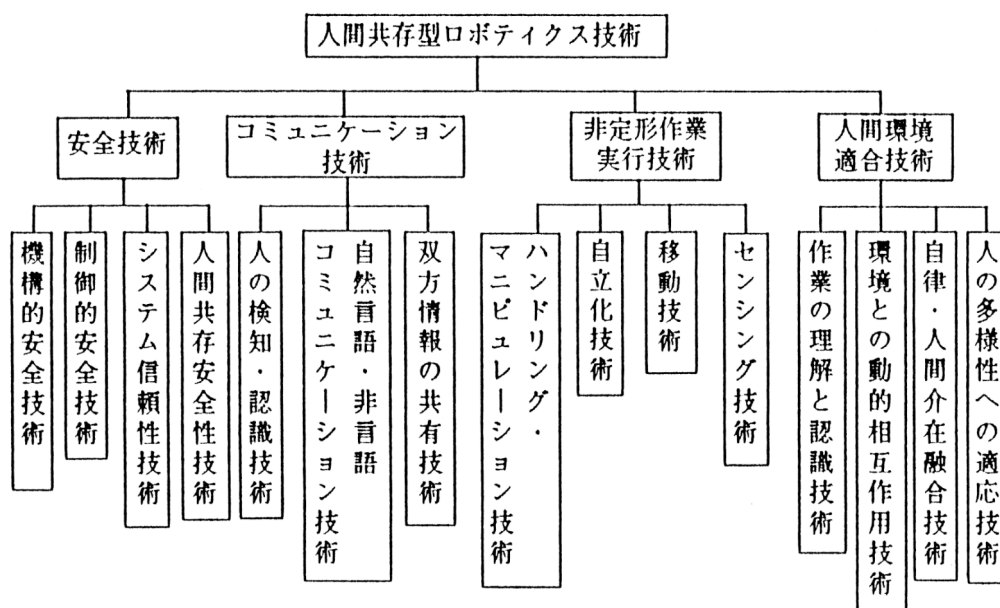 人間共存型ロボティクス技術
安全技術
コミュニケーション
技術
非定形作業
実行技術
人間環境
適合技術
機構的安全技術
制御的安全技術
システム信頼性技術
人間共存安全性技術
人の検知・認識技術
自然言語・非言語
コミュニケーション技術
双方情報の共有技術
ハンドリング・
マニピュレーション技術
自立化技術
移動技術
センシング技術
作業の理解と認識技術
環境との動的相互作用技術
自律・人間介在融合技術
人の多様性への適応技術